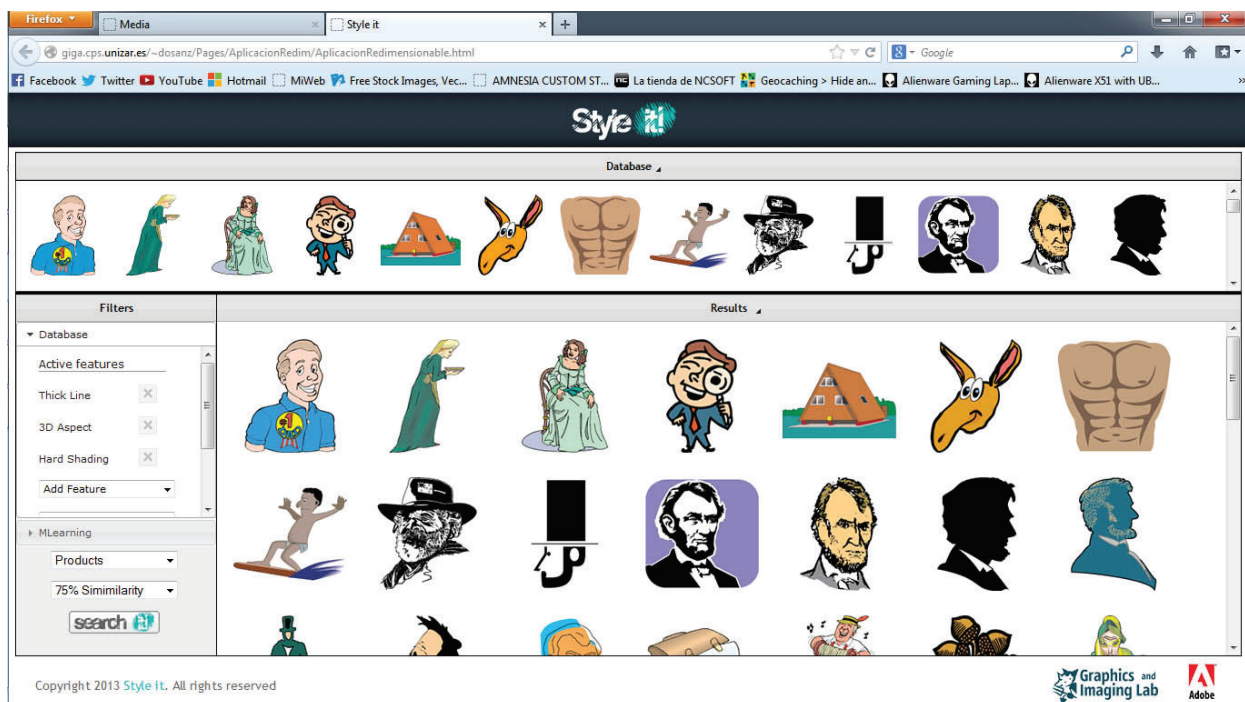 Firefox
Media
Style it
giga.cps.unizar.es/~dosanz/Pages/AplicacionRedim/AplicacionRedimensionable.html
Google
Facebook Twitter YouTube Hotmail MiWeb Free Stock Images, Vec... AMNESIA CUSTOM ST... La tienda de NCSOFT Geocaching > Hide an... Alienware Gaming Lap... Alienware X51 with UB...
Style it!
Database
#1
Filters
Results
Database
Active features
Thick Line
3D Aspect
Hard Shading
Add Feature
#1
MLearning
Products
75% Simimilarity
search it!
Copyright 2013 Style it. All rights reserved
Graphics and
Imaging Lab
Adobe